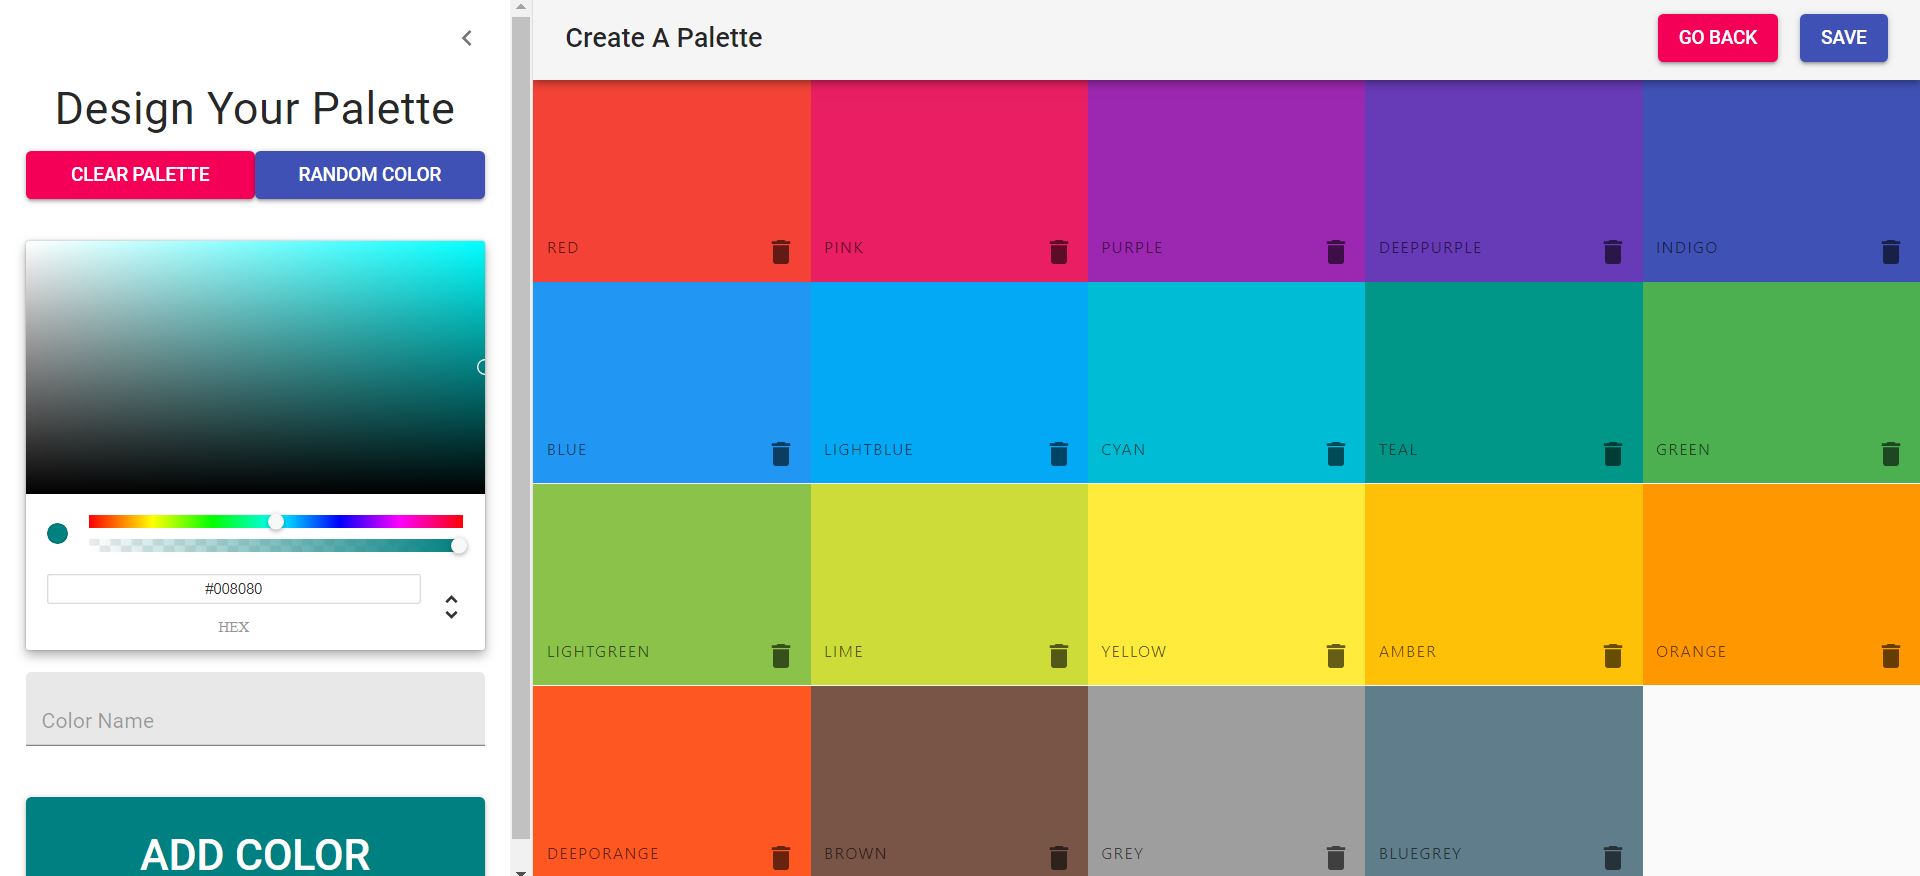 Design Your Palette
CLEAR PALETTE
RANDOM COLOR
#008080
HEX
Color Name
ADD COLOR
Create A Palette
GO BACK
SAVE
RED
PINK
PURPLE
DEEPPURPLE
INDIGO
BLUE
LIGHTBLUE
CYAN
TEAL
GREEN
LIGHTGREEN
LIME
YELLOW
AMBER
ORANGE
DEEPORANGE
BROWN
GREY
BLUEGREY